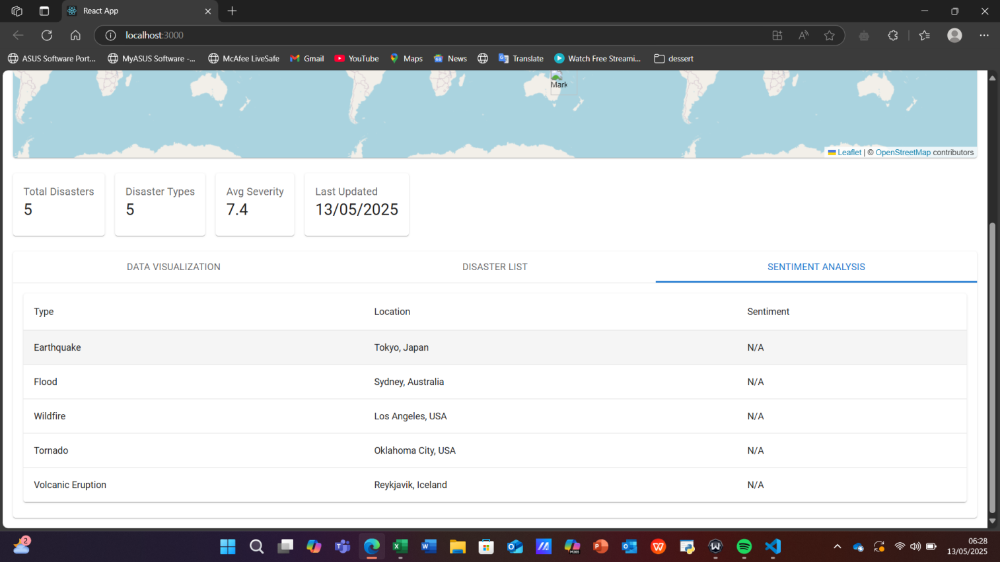 React App
localhost:3000
ASUS Software Port...
MyASUS Software -...
McAfee LiveSafe
Gmail
YouTube
Maps
News
Translate
Watch Free Streami...
dessert
Mark
Leaflet | © OpenStreetMap contributors
Total Disasters
5
Disaster Types
5
Avg Severity
7.4
Last Updated
13/05/2025
DATA VISUALIZATION
DISASTER LIST
SENTIMENT ANALYSIS
Type Location Sentiment
Earthquake Tokyo, Japan N/A
Flood Sydney, Australia N/A
Wildfire Los Angeles, USA N/A
Tornado Oklahoma City, USA N/A
Volcanic Eruption Reykjavik, Iceland N/A
2
06:28
13/05/2025